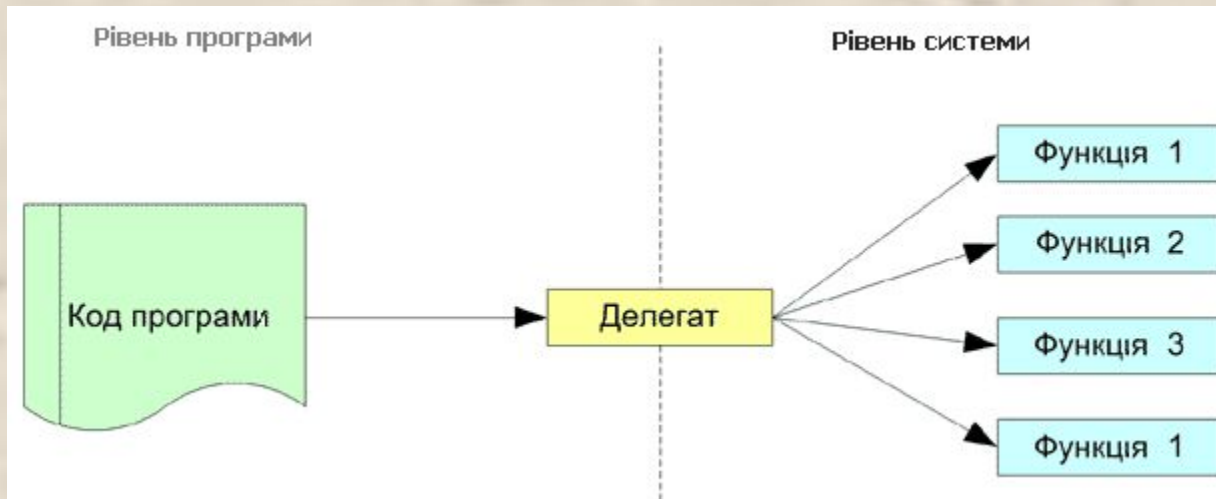 Рівень програми
Рівень системи
Функція 1
Функція 2
Код програми
Делегат
Функція 3
Функція 1